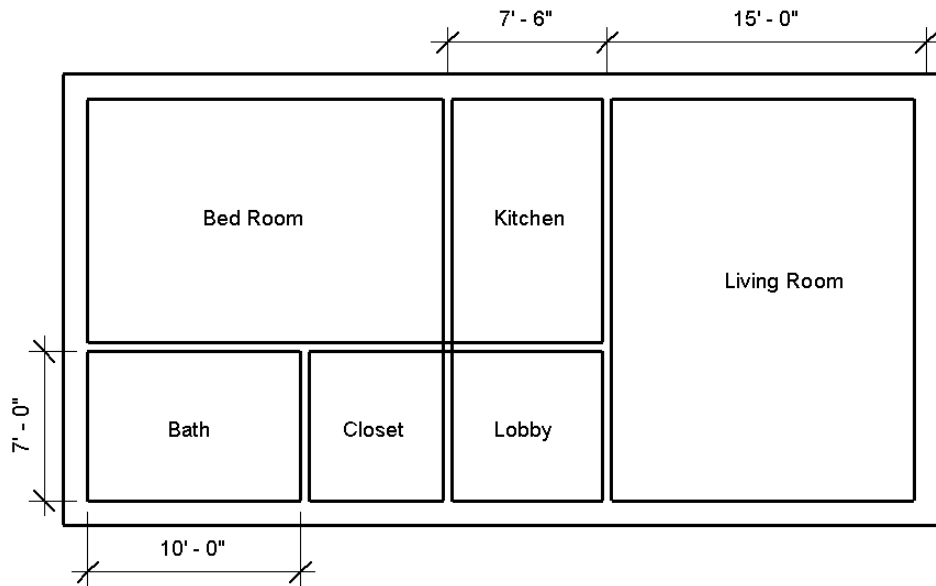 7' - 6"
15' - 0"
Bed Room
Kitchen
Living Room
7' - 0"
Bath
Closet
Lobby
10' - 0"